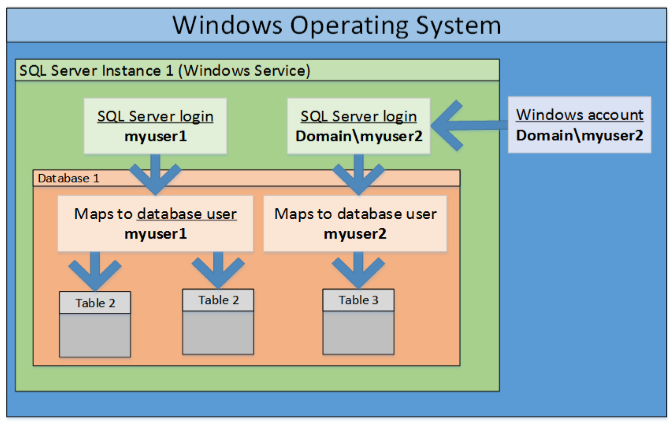 Windows Operating System
SQL Server Instance 1 (Windows Service)
SQL Server login
myuser1
SQL Server login
Domain\myuser2
Windows account
Domain\myuser2
Database 1
Maps to database user
myuser1
Maps to database user
myuser2
Table 2
Table 2
Table 3